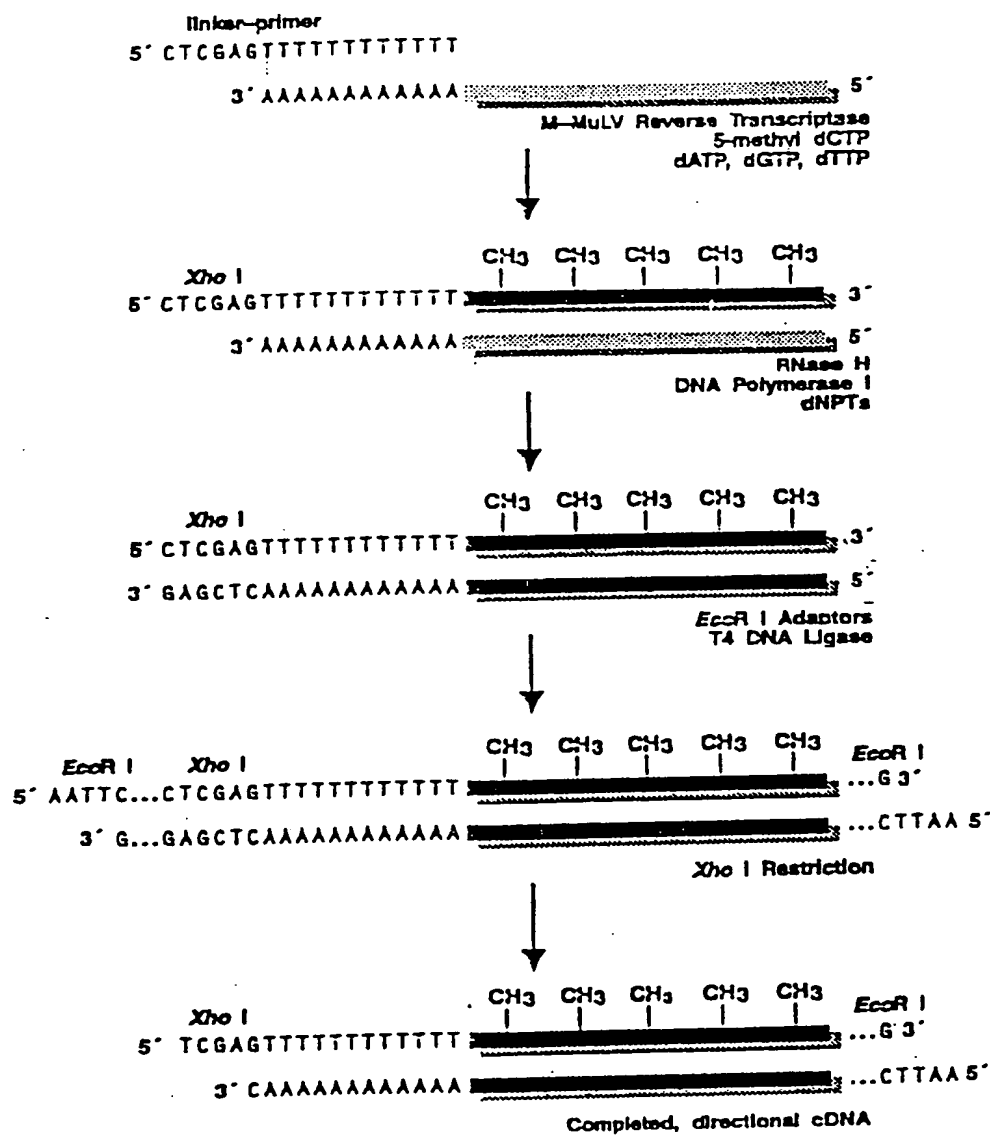 linker-primer
5´ CTCGAGTTTTTTTTTTTT
3´ AAAAAAAAAAAA 5´
M-MuLV Reverse Transcriptase
5-methyl dCTP
dATP, dGTP, dTTP
CH3 CH3 CH3 CH3 CH3
Xho I
5´ CTCGAGTTTTTTTTTTTT 3´
3´ AAAAAAAAAAAA 5´
RNase H
DNA Polymerase I
dNPTs
CH3 CH3 CH3 CH3 CH3
Xho I
5´ CTCGAGTTTTTTTTTTTT 3´
3´ GAGCTCAAAAAAAAAAAA 5´
EcoR I Adaptors
T4 DNA Ligase
CH3 CH3 CH3 CH3 CH3
EcoR I Xho I EcoR I
5´ AATTC...CTCGAGTTTTTTTTTTTT ...G 3´
3´ G...GAGCTCAAAAAAAAAAAA ...CTTAA 5´
Xho I Restriction
CH3 CH3 CH3 CH3 CH3
Xho I EcoR I
5´ TCGAGTTTTTTTTTTTT ...G 3´
3´ CAAAAAAAAAAAA ...CTTAA 5´
Completed, directional cDNA